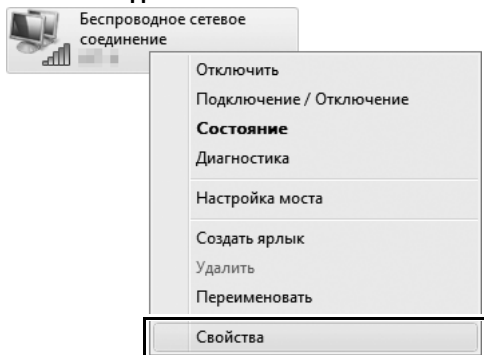 Беспроводное сетевое
соединение
Отключить
Подключение / Отключение
Состояние
Диагностика
Настройка моста
Создать ярлык
Удалить
Переименовать
Свойства